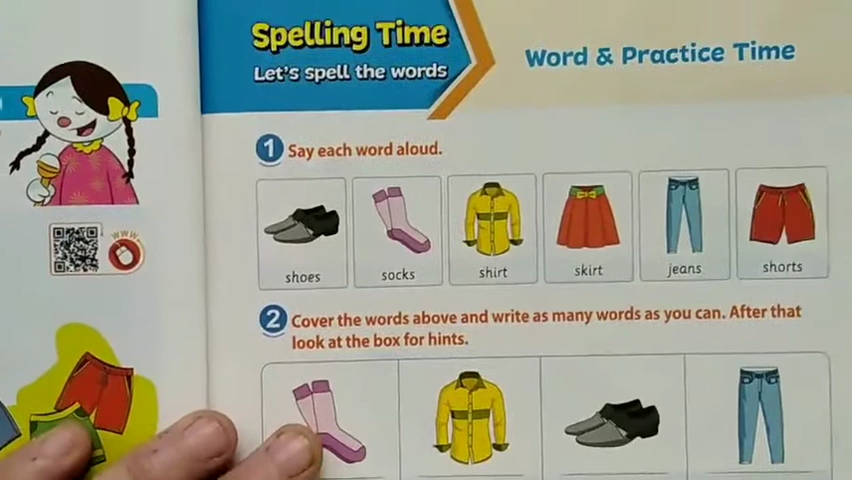 Spelling Time
Let's spell the words
Word & Practice Time
1 Say each word aloud.
shoes socks shirt skirt jeans shorts
2 Cover the words above and write as many words as you can. After that
look at the box for hints.
www